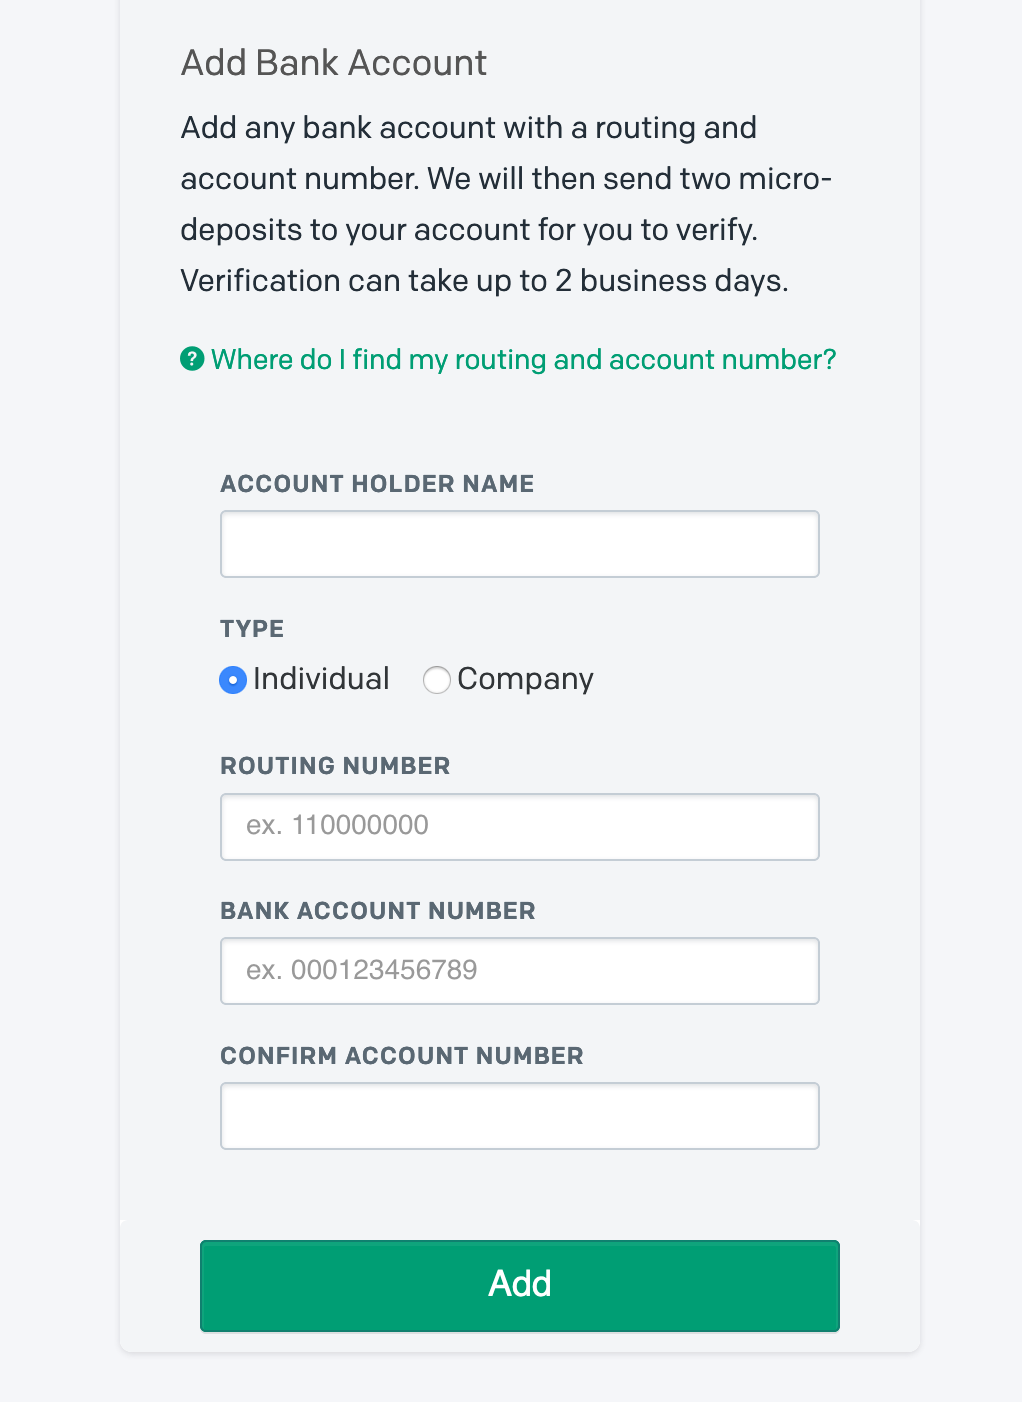 Add Bank Account
Add any bank account with a routing and
account number. We will then send two micro-
deposits to your account for you to verify.
Verification can take up to 2 business days.
? Where do I find my routing and account number?
ACCOUNT HOLDER NAME
TYPE
Individual Company
ROUTING NUMBER
ex. 110000000
BANK ACCOUNT NUMBER
ex. 000123456789
CONFIRM ACCOUNT NUMBER
Add